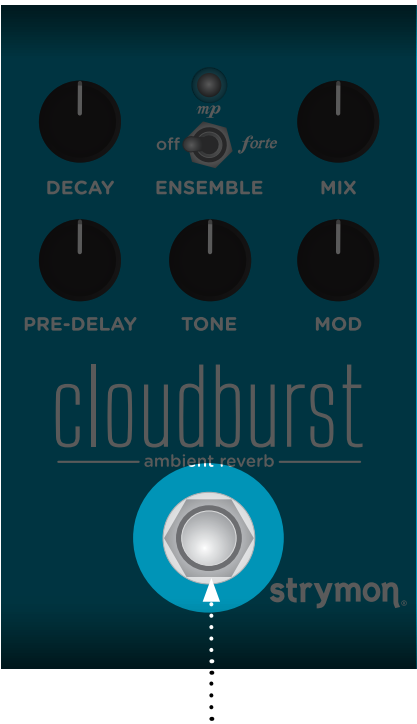 mp
off forte
DECAY ENSEMBLE MIX
PRE-DELAY TONE MOD
cloudburst
ambient reverb
strymon®